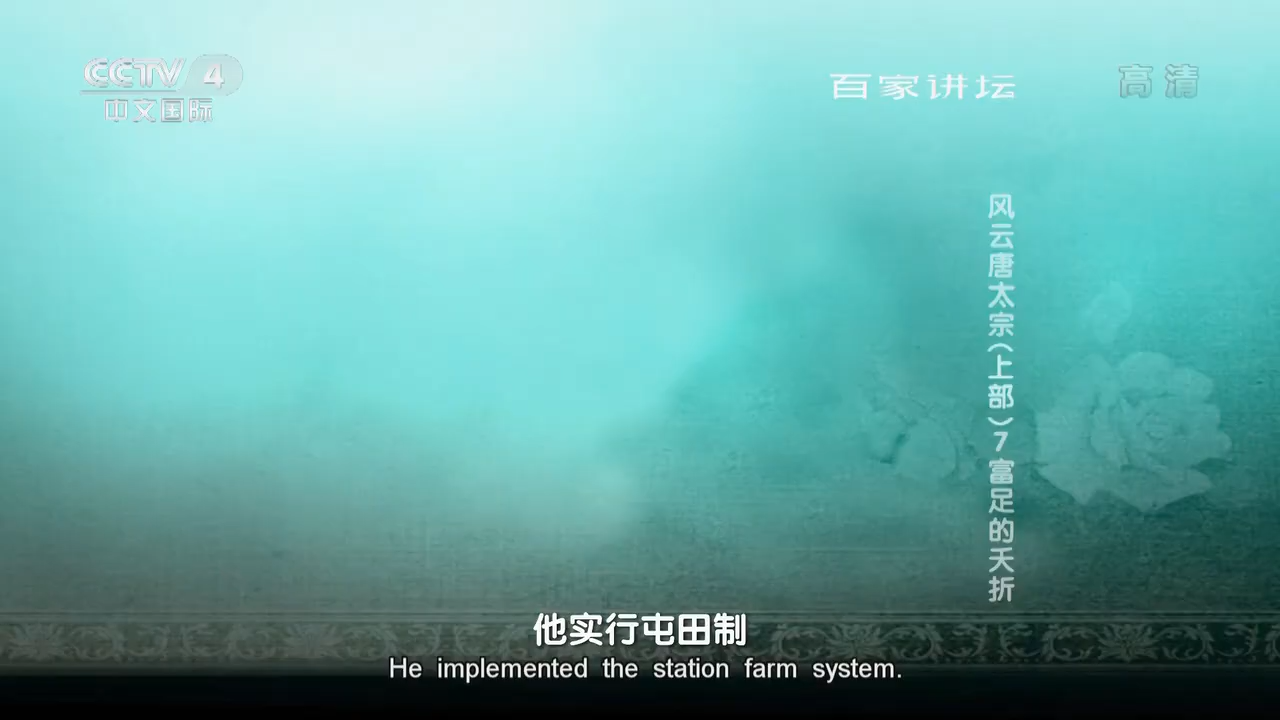 CCTV 4
中文国际
百家讲坛
高清
风云唐太宗(上部)7富足的夭折
他实行屯田制
He implemented the station farm system.